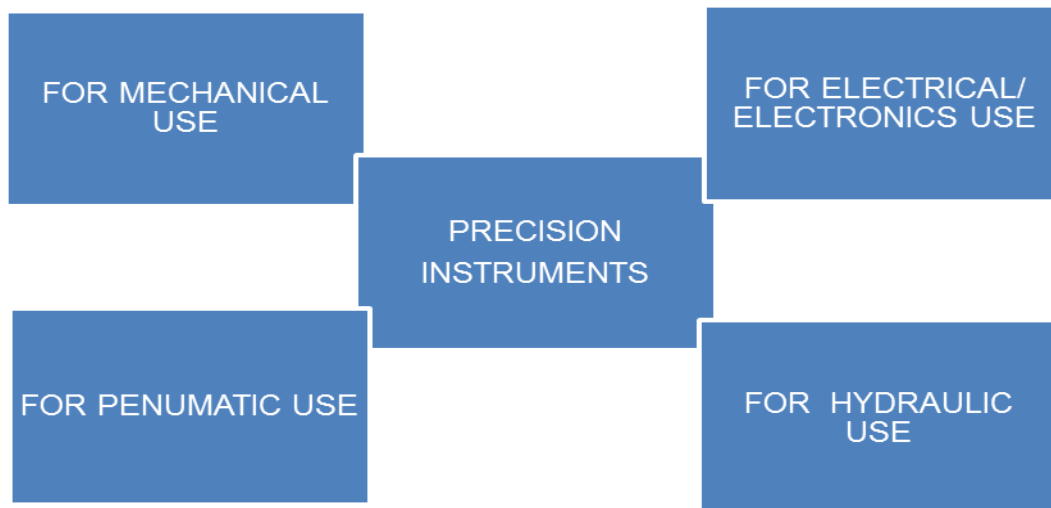 FOR MECHANICAL
USE
FOR ELECTRICAL/
ELECTRONICS USE
PRECISION
INSTRUMENTS
FOR PENUMATIC USE
FOR HYDRAULIC
USE